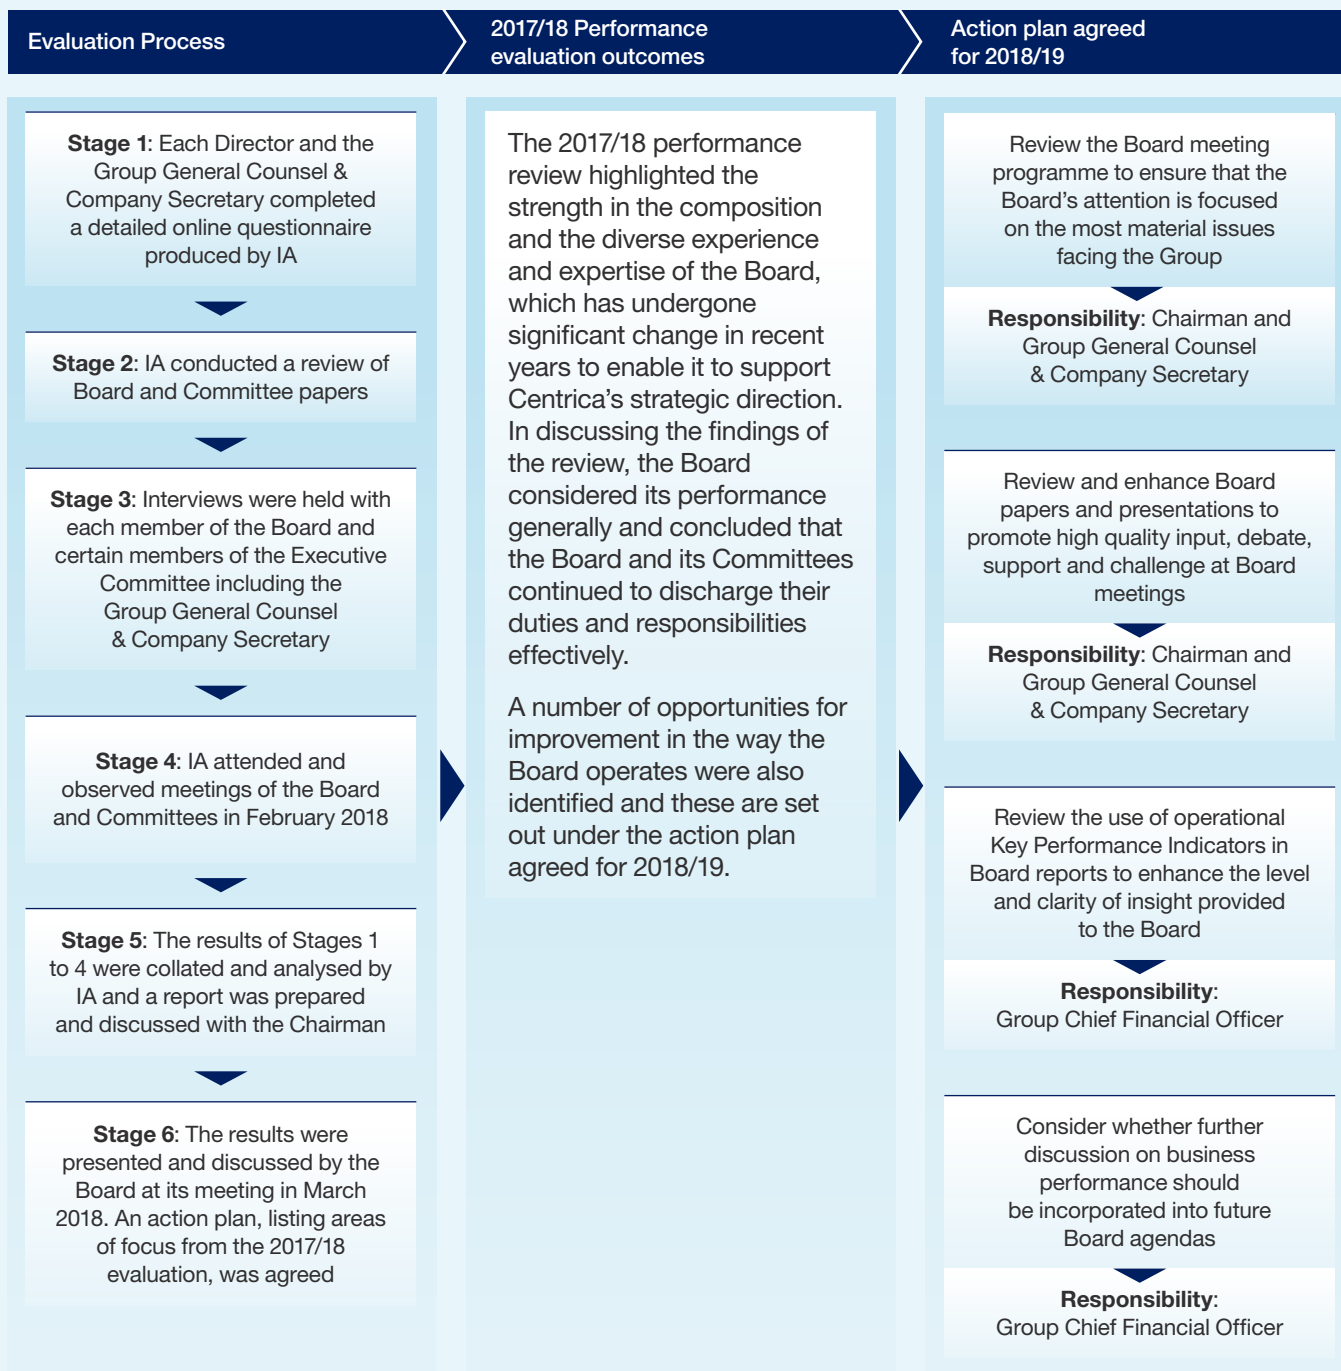 Evaluation Process
2017/18 Performance
evaluation outcomes
Action plan agreed
for 2018/19
Stage 1: Each Director and the
Group General Counsel &
Company Secretary completed
a detailed online questionnaire
produced by IA
Stage 2: IA conducted a review of
Board and Committee papers
Stage 3: Interviews were held with
each member of the Board and
certain members of the Executive
Committee including the
Group General Counsel
& Company Secretary
Stage 4: IA attended and
observed meetings of the Board
and Committees in February 2018
Stage 5: The results of Stages 1
to 4 were collated and analysed by
IA and a report was prepared
and discussed with the Chairman
Stage 6: The results were
presented and discussed by the
Board at its meeting in March
2018. An action plan, listing areas
of focus from the 2017/18
evaluation, was agreed
The 2017/18 performance
review highlighted the
strength in the composition
and the diverse experience
and expertise of the Board,
which has undergone
significant change in recent
years to enable it to support
Centrica's strategic direction.
In discussing the findings of
the review, the Board
considered its performance
generally and concluded that
the Board and its Committees
continued to discharge their
duties and responsibilities
effectively.
A number of opportunities for
improvement in the way the
Board operates were also
identified and these are set
out under the action plan
agreed for 2018/19.
Review the Board meeting
programme to ensure that the
Board's attention is focused
on the most material issues
facing the Group
Responsibility: Chairman and
Group General Counsel
& Company Secretary
Review and enhance Board
papers and presentations to
promote high quality input, debate,
support and challenge at Board
meetings
Responsibility: Chairman and
Group General Counsel
& Company Secretary
Review the use of operational
Key Performance Indicators in
Board reports to enhance the level
and clarity of insight provided
to the Board
Responsibility:
Group Chief Financial Officer
Consider whether further
discussion on business
performance should
be incorporated into future
Board agendas
Responsibility:
Group Chief Financial Officer